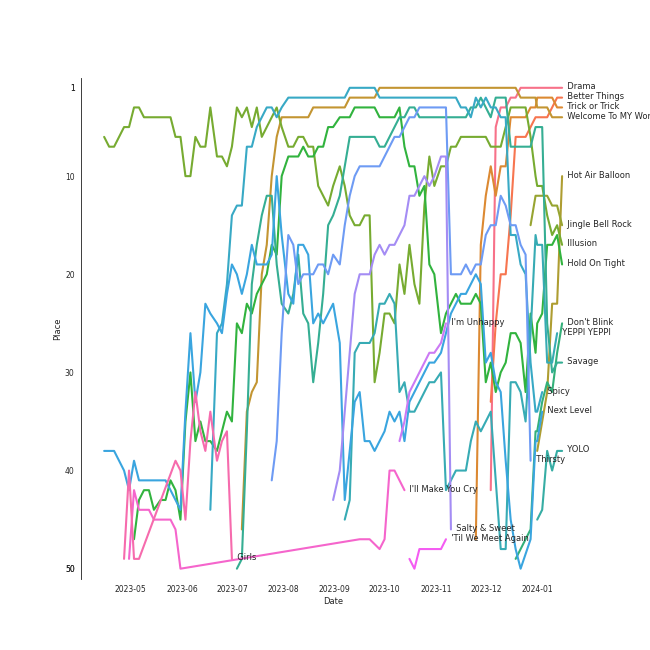 1
Drama
Better Things
Trick or Trick
Welcome To MY Wor
10
Hot Air Balloon
Jingle Bell Rock
Illusion
Hold On Tight
20
Place
I'm Unhappy
Don't Blink
YEPPI YEPPI
30
Savage
Spicy
Next Level
40
YOLO
Thirsty
I'll Make You Cry
Salty & Sweet
'Til We Meet Again
Girls
50
2023-05
2023-06
2023-07
2023-08
2023-09
2023-10
2023-11
2023-12
2024-01
Date